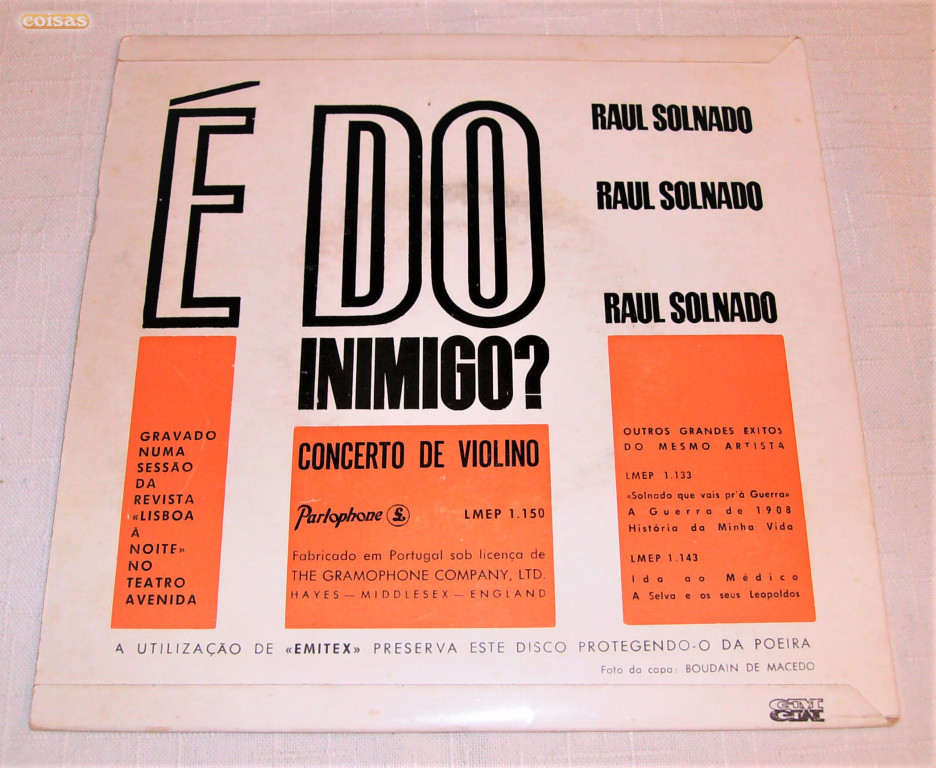 coisas
É DO
INIMIGO?
RAUL SOLNADO
RAUL SOLNADO
RAUL SOLNADO
GRAVADO
NUMA
SESSÃO
DA
REVISTA
«LISBOA
À
NOITE»
NO
TEATRO
AVENIDA
CONCERTO DE VIOLINO
Parlophone LMEP 1.150
Fabricado em Portugal sob licença de
THE GRAMOPHONE COMPANY, LTD.
HAYES — MIDDLESEX — ENGLAND
OUTROS GRANDES EXITOS
DO MESMO ARTISTA
LMEP 1.133
«Solnado que vais pr'á Guerra»
A Guerra de 1908
História da Minha Vida
LMEP 1.143
Ida ao Médico
A Selva e os seus Leopoldos
A UTILIZAÇÃO DE «EMITEX» PRESERVA ESTE DISCO PROTEGENDO-O DA POEIRA
Foto da capa: BOUDAIN DE MACEDO